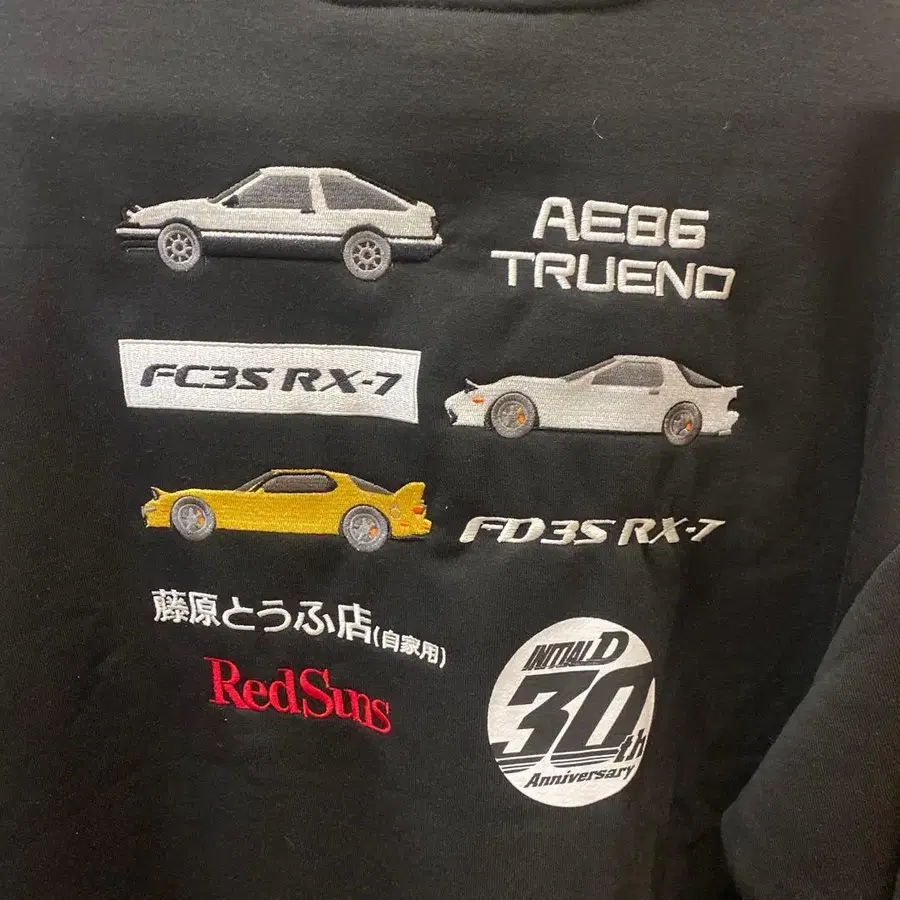 AE86
TRUENO
FC3S RX-7
FD3S RX-7
藤原とうふ店(自家用)
RedSuns
INITIAL D
30th
Anniversary